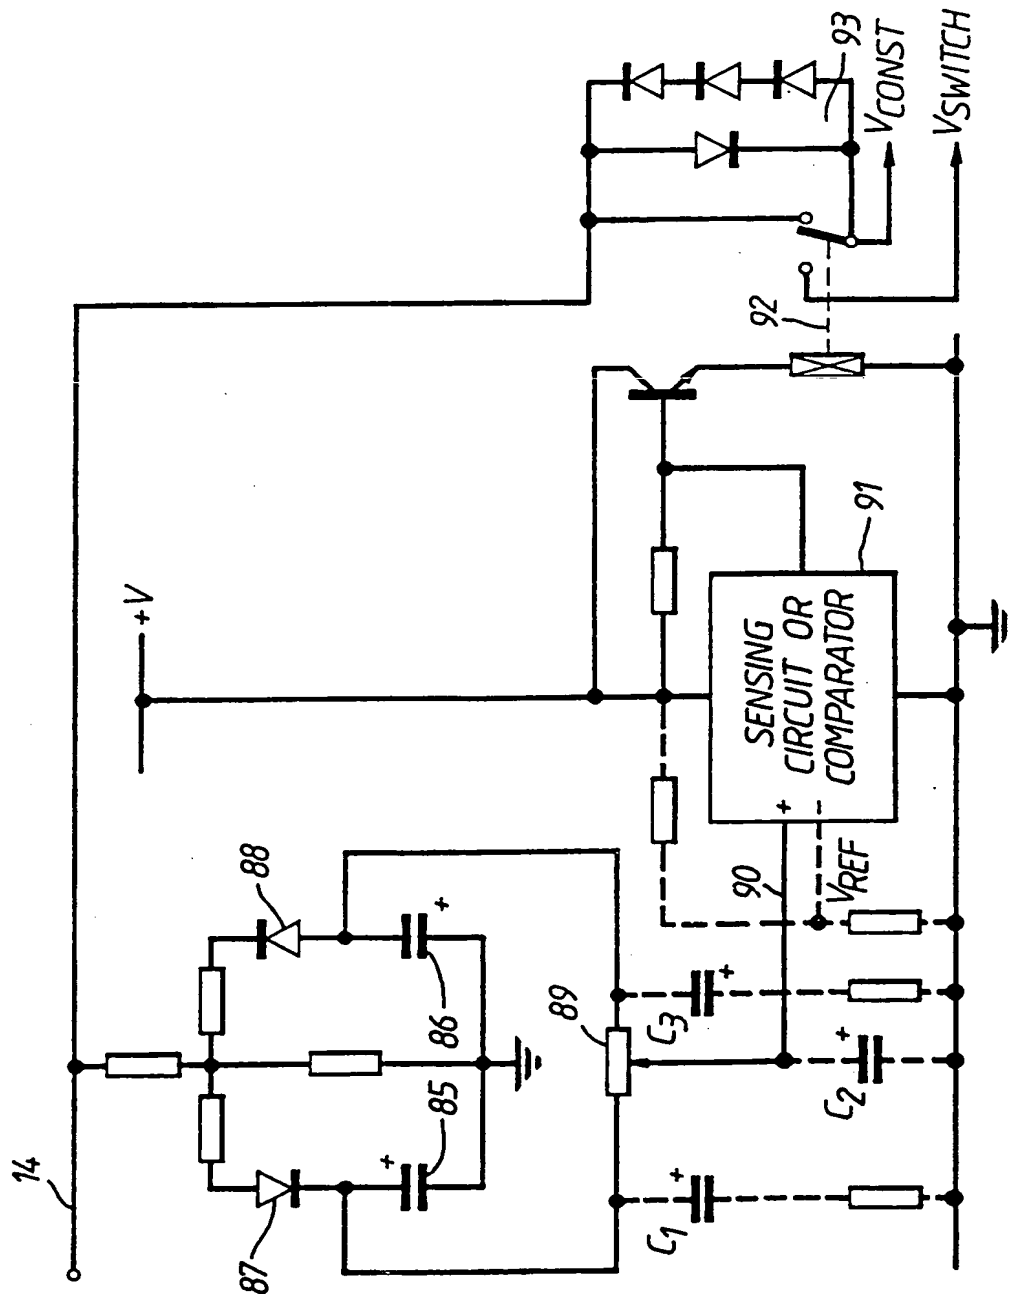 14
+V
87
88
+
85
86
+
89
90
+
-
VREF
SENSING
CIRCUIT OR
COMPARATOR
91
92
93
VCONST
VSWITCH
C1
+
C2
+
C3
+